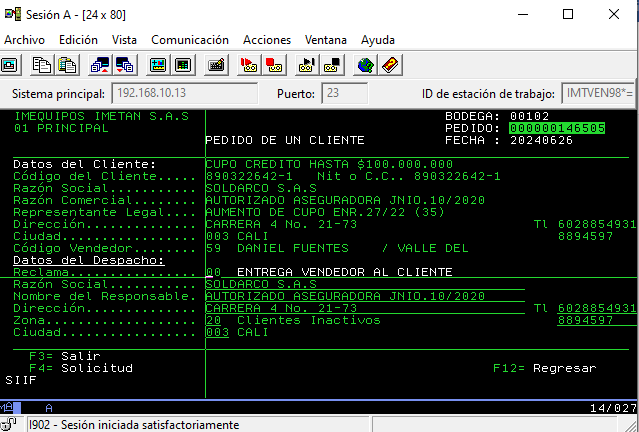 Sesión A - [24 x 80]
Archivo Edición Vista Comunicación Acciones Ventana Ayuda
Sistema principal: 192.168.10.13 Puerto: 23 ID de estación de trabajo: IMTVEN98*=
IMEQUIPOS IMETAN S.A.S BODEGA: 00102
01 PRINCIPAL PEDIDO: 000000146505
PEDIDO DE UN CLIENTE FECHA : 20240626
Datos del Cliente: CUPO CREDITO HASTA $100.000.000
Código del Cliente..... 890322642-1 Nit o C.C.. 890322642-1
Razón Social........... SOLDARCO S.A.S
Razón Comercial........ AUTORIZADO ASEGURADORA JNIO.10/2020
Representante Legal.... AUMENTO DE CUPO ENR.27/22 (35)
Dirección.............. CARRERA 4 No. 21-73 Tl 6028854931
Ciudad................. 003 CALI 8894597
Código Vendedor........ 59 DANIEL FUENTES / VALLE DEL
Datos del Despacho:
Reclama................ 00 ENTREGA VENDEDOR AL CLIENTE
Razón Social........... SOLDARCO S.A.S
Nombre del Responsable. AUTORIZADO ASEGURADORA JNIO.10/2020
Dirección.............. CARRERA 4 No. 21-73 Tl 6028854931
Zona................... 20 Clientes Inactivos 8894597
Ciudad................. 003 CALI
F3= Salir
F4= Solicitud F12= Regresar
SIIF
MA A 14/027
I902 - Sesión iniciada satisfactoriamente